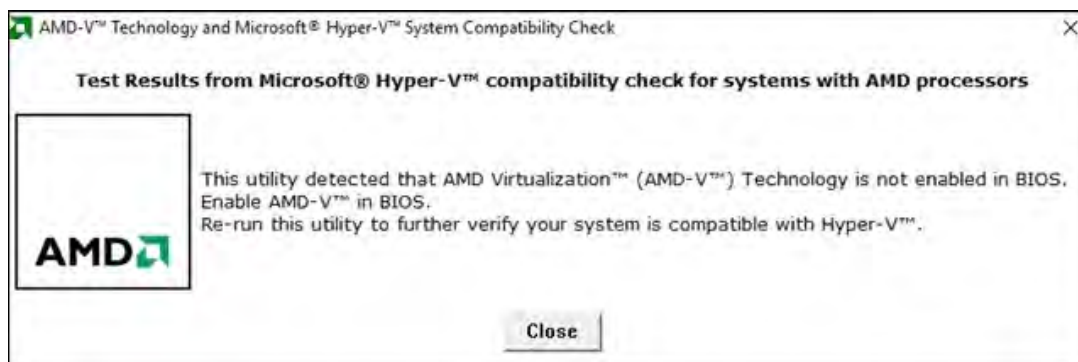 AMD-V™ Technology and Microsoft® Hyper-V™ System Compatibility Check
Test Results from Microsoft® Hyper-V™ compatibility check for systems with AMD processors
This utility detected that AMD Virtualization™ (AMD-V™) Technology is not enabled in BIOS.
Enable AMD-V™ in BIOS.
Re-run this utility to further verify your system is compatible with Hyper-V™.
AMD
Close